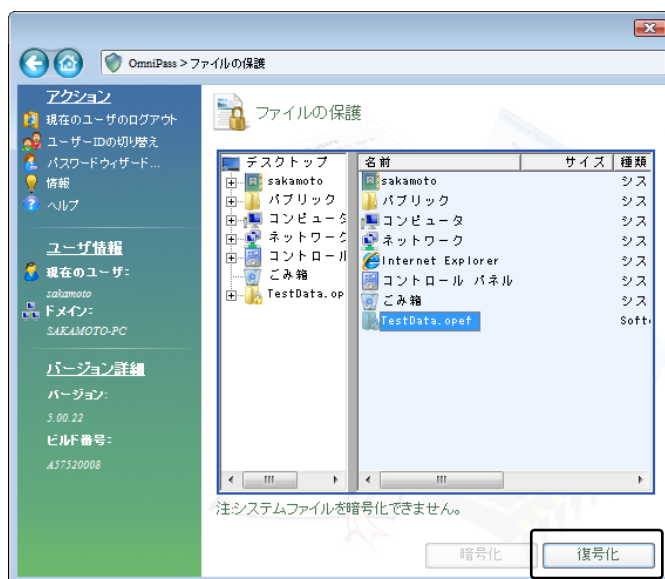 OmniPass > ファイルの保護
アクション
現在のユーザのログアウト
ユーザーIDの切り替え
パスワードウィザード...
情報
ヘルプ
ユーザ情報
現在のユーザ:
sakamoto
ドメイン:
SAKAMOTO-PC
バージョン詳細
バージョン:
5.00.22
ビルド番号:
A57520008
ファイルの保護
デスクトップ
sakamoto
パブリック
コンピュータ
ネットワーク
コントロール
ごみ箱
TestData.op
名前 サイズ 種類
sakamoto シス
パブリック シス
コンピュータ シス
ネットワーク シス
Internet Explorer シス
コントロール パネル シス
ごみ箱 シス
TestData.opef Soft
注システムファイルを暗号化できません。
暗号化 復号化